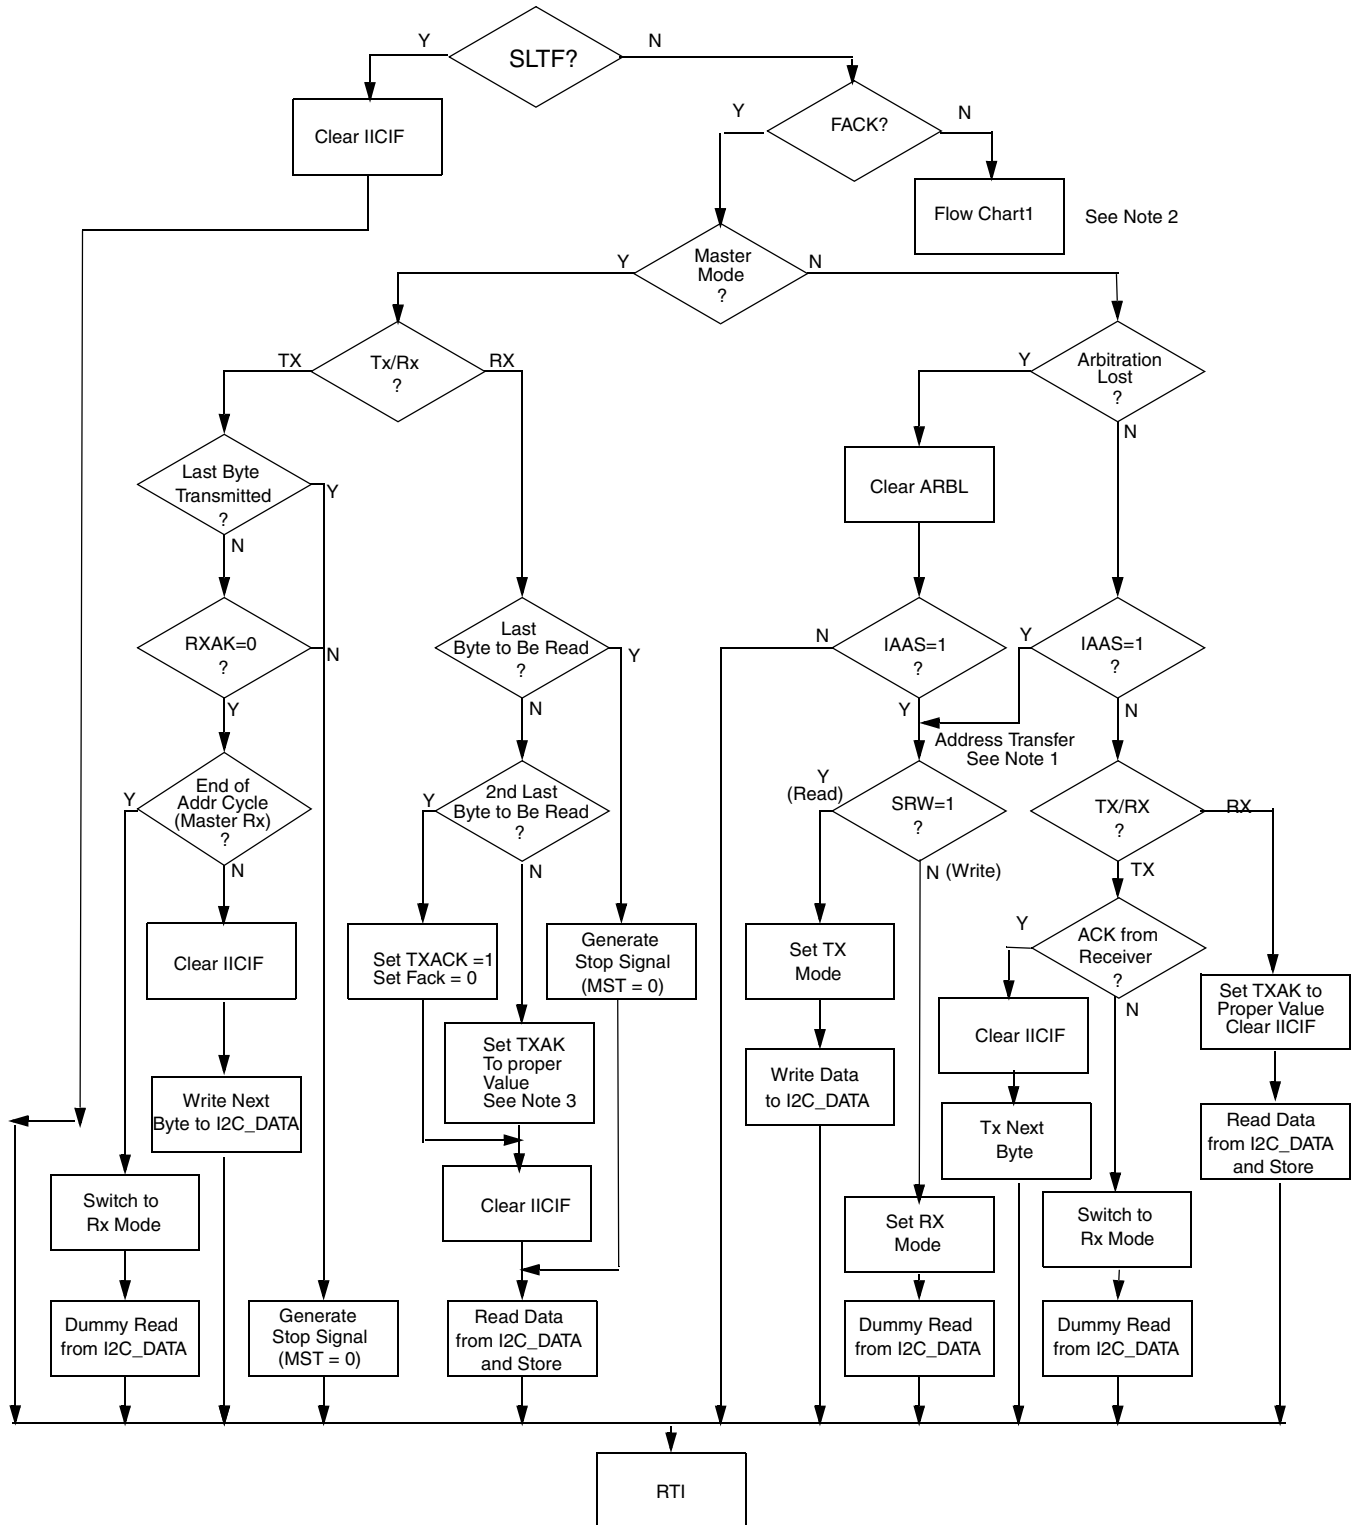 Y
SLTF?
N
Clear IICIF
Y
FACK?
N
Flow Chart1
See Note 2
Y
Master
Mode
?
N
TX
Tx/Rx
?
RX
Y
Arbitration
Lost
?
N
Last Byte
Transmitted
?
Y
N
Clear ARBL
RXAK=0
?
N
Y
Last
Byte to Be Read
?
Y
N
N
IAAS=1
?
Y
Y
IAAS=1
?
N
Address Transfer
See Note 1
Y
End of
Addr Cycle
(Master Rx)
?
N
Y
2nd Last
Byte to Be Read
?
N
Y
(Read)
SRW=1
?
N (Write)
TX/RX
?
RX
TX
Clear IICIF
Set TXACK =1
Set Fack = 0
Generate
Stop Signal
(MST = 0)
Set TX
Mode
Y
ACK from
Receiver
?
N
Set TXAK to
Proper Value
Clear IICIF
Set TXAK
To proper
Value
See Note 3
Clear IICIF
Write Next
Byte to I2C_DATA
Write Data
to I2C_DATA
Tx Next
Byte
Read Data
from I2C_DATA
and Store
Switch to
Rx Mode
Clear IICIF
Set RX
Mode
Switch to
Rx Mode
Dummy Read
from I2C_DATA
Generate
Stop Signal
(MST = 0)
Read Data
from I2C_DATA
and Store
Dummy Read
from I2C_DATA
Dummy Read
from I2C_DATA
RTI